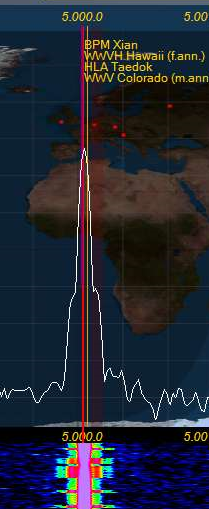 5.000.0 5.00
BPM Xian
WWVH Hawaii (f.ann.)
HLA Taedok
WWV Colorado (m.ann
5.000.0 5.00